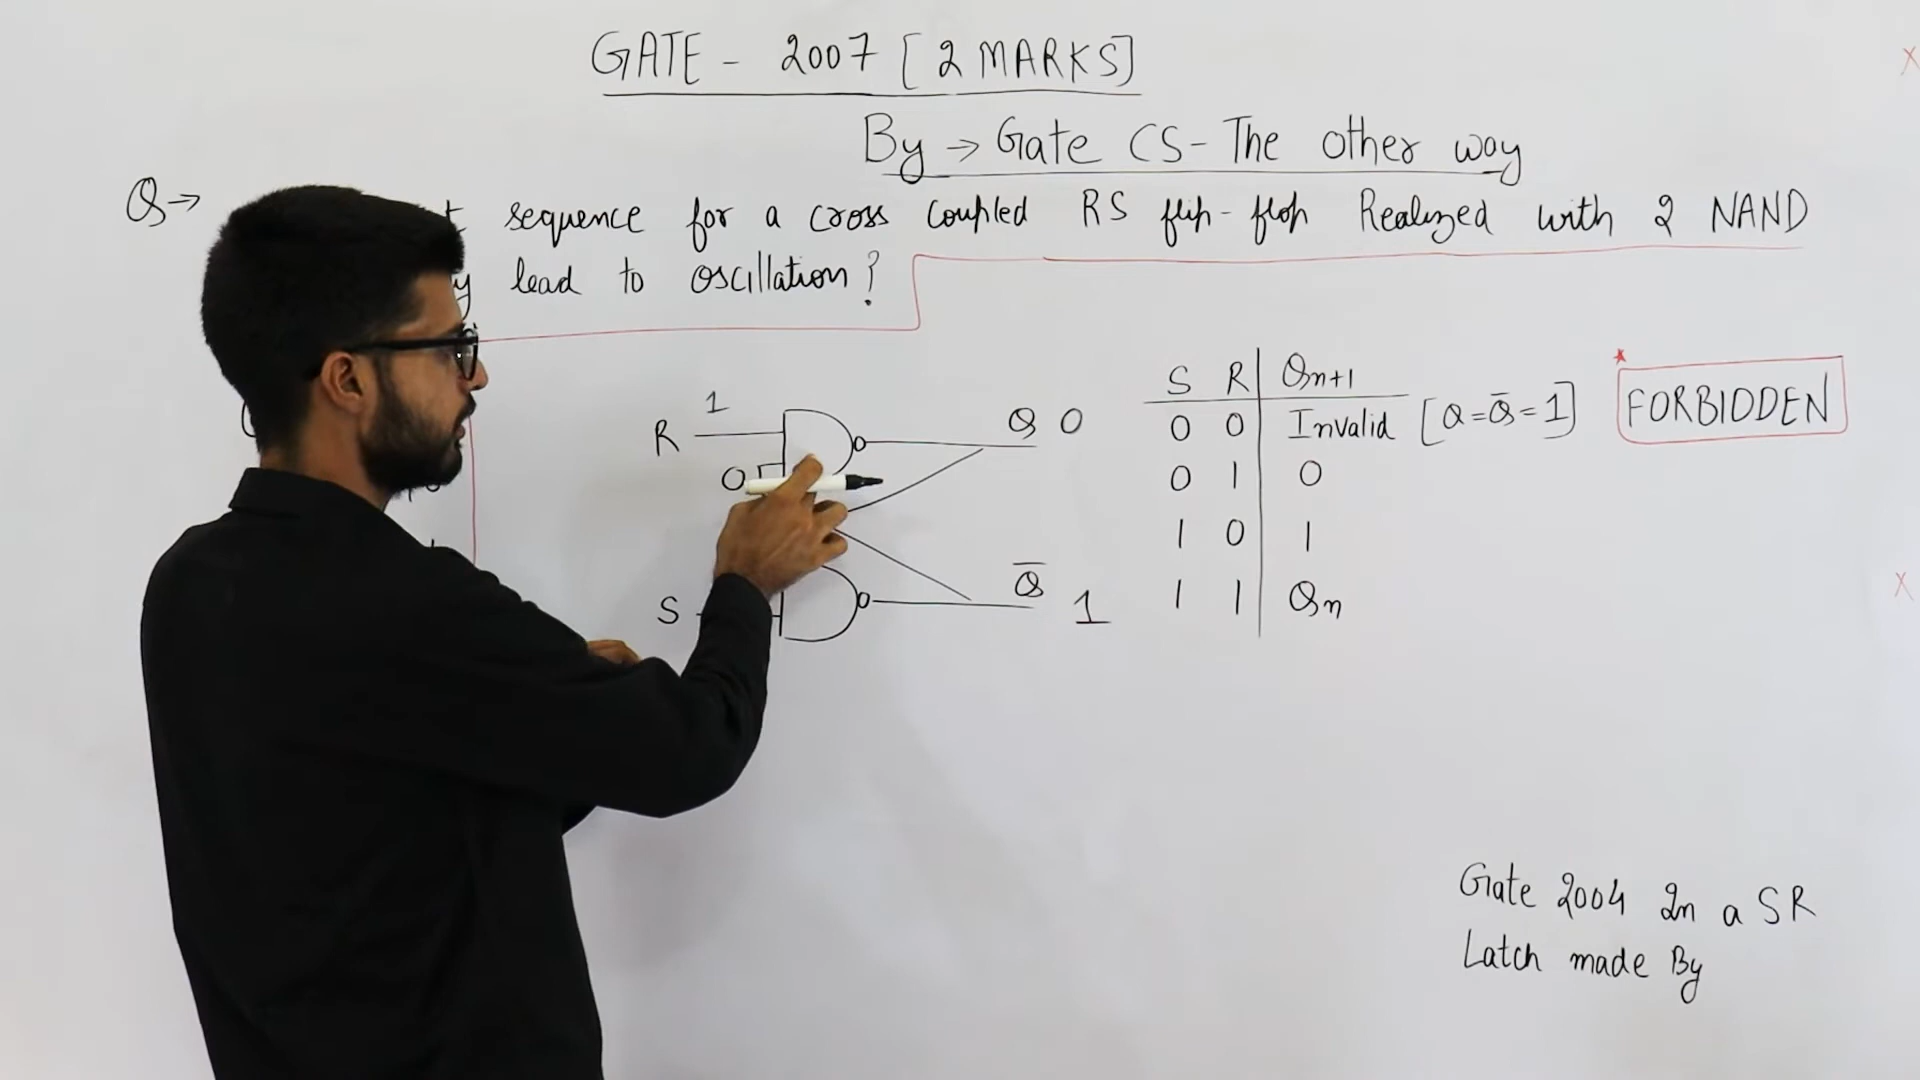 GATE - 2007 [2 MARKS]
By → Gate CS - The other way
Q→ sequence for a cross coupled RS flip-flop Realized with 2 NAND
lead to oscillation?
R 1
0
Q 0
S
Q̅ 1
S R Qn+1
0 0 Invalid [Q = Q̅ = 1]
0 1 0
1 0 1
1 1 Qn
* FORBIDDEN
Gate 2004 In a SR
Latch made By